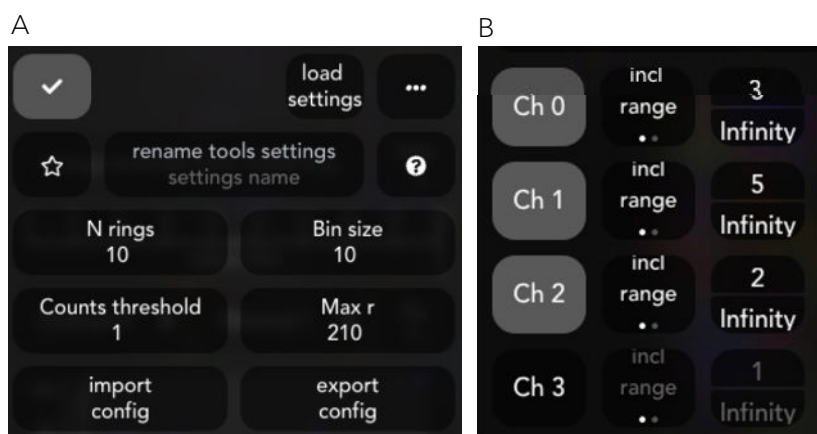 A
load
settings
rename tools settings
settings name
N rings
10
Bin size
10
Counts threshold
1
Max r
210
import
config
export
config
B
Ch 0
incl
range
3
Infinity
Ch 1
incl
range
5
Infinity
Ch 2
incl
range
2
Infinity
Ch 3
incl
range
1
Infinity